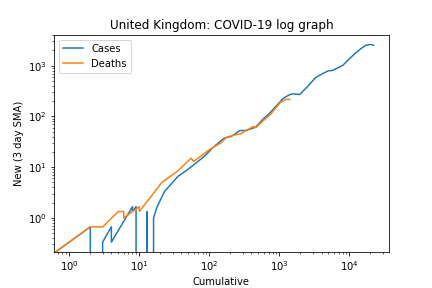 United Kingdom: COVID-19 log graph
Cases
Deaths
New (3 day SMA)
10³
10²
10¹
10⁰
10⁰ 10¹ 10² 10³ 10⁴
Cumulative